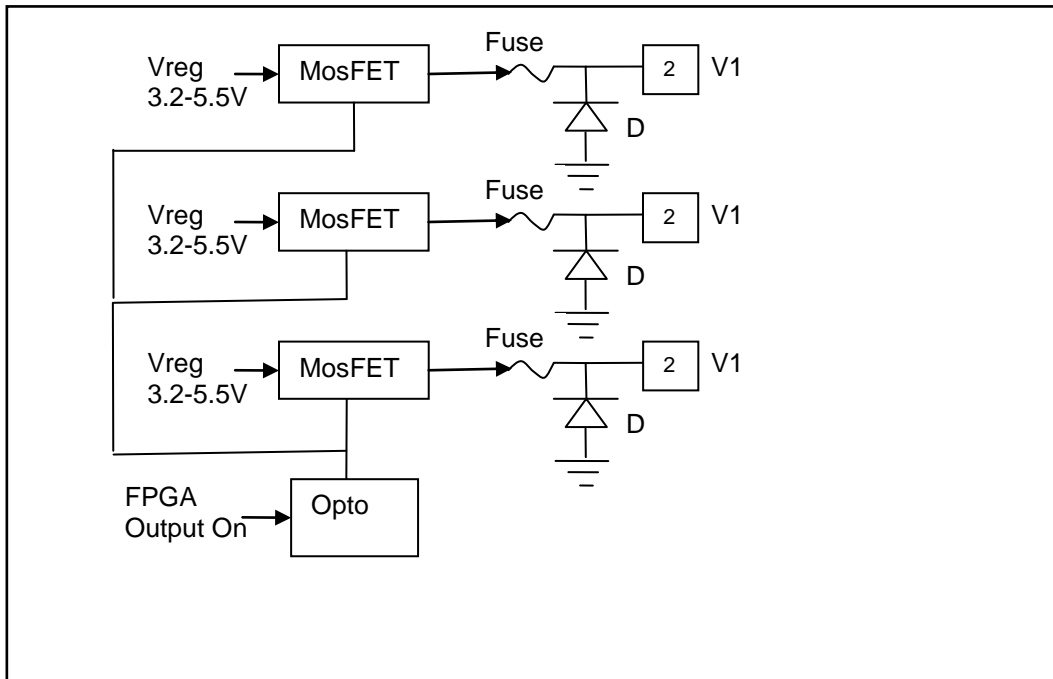 Fuse
Vreg
3.2-5.5V
MosFET
2
V1
D
Fuse
Vreg
3.2-5.5V
MosFET
2
V1
D
Fuse
Vreg
3.2-5.5V
MosFET
2
V1
D
FPGA
Output On
Opto